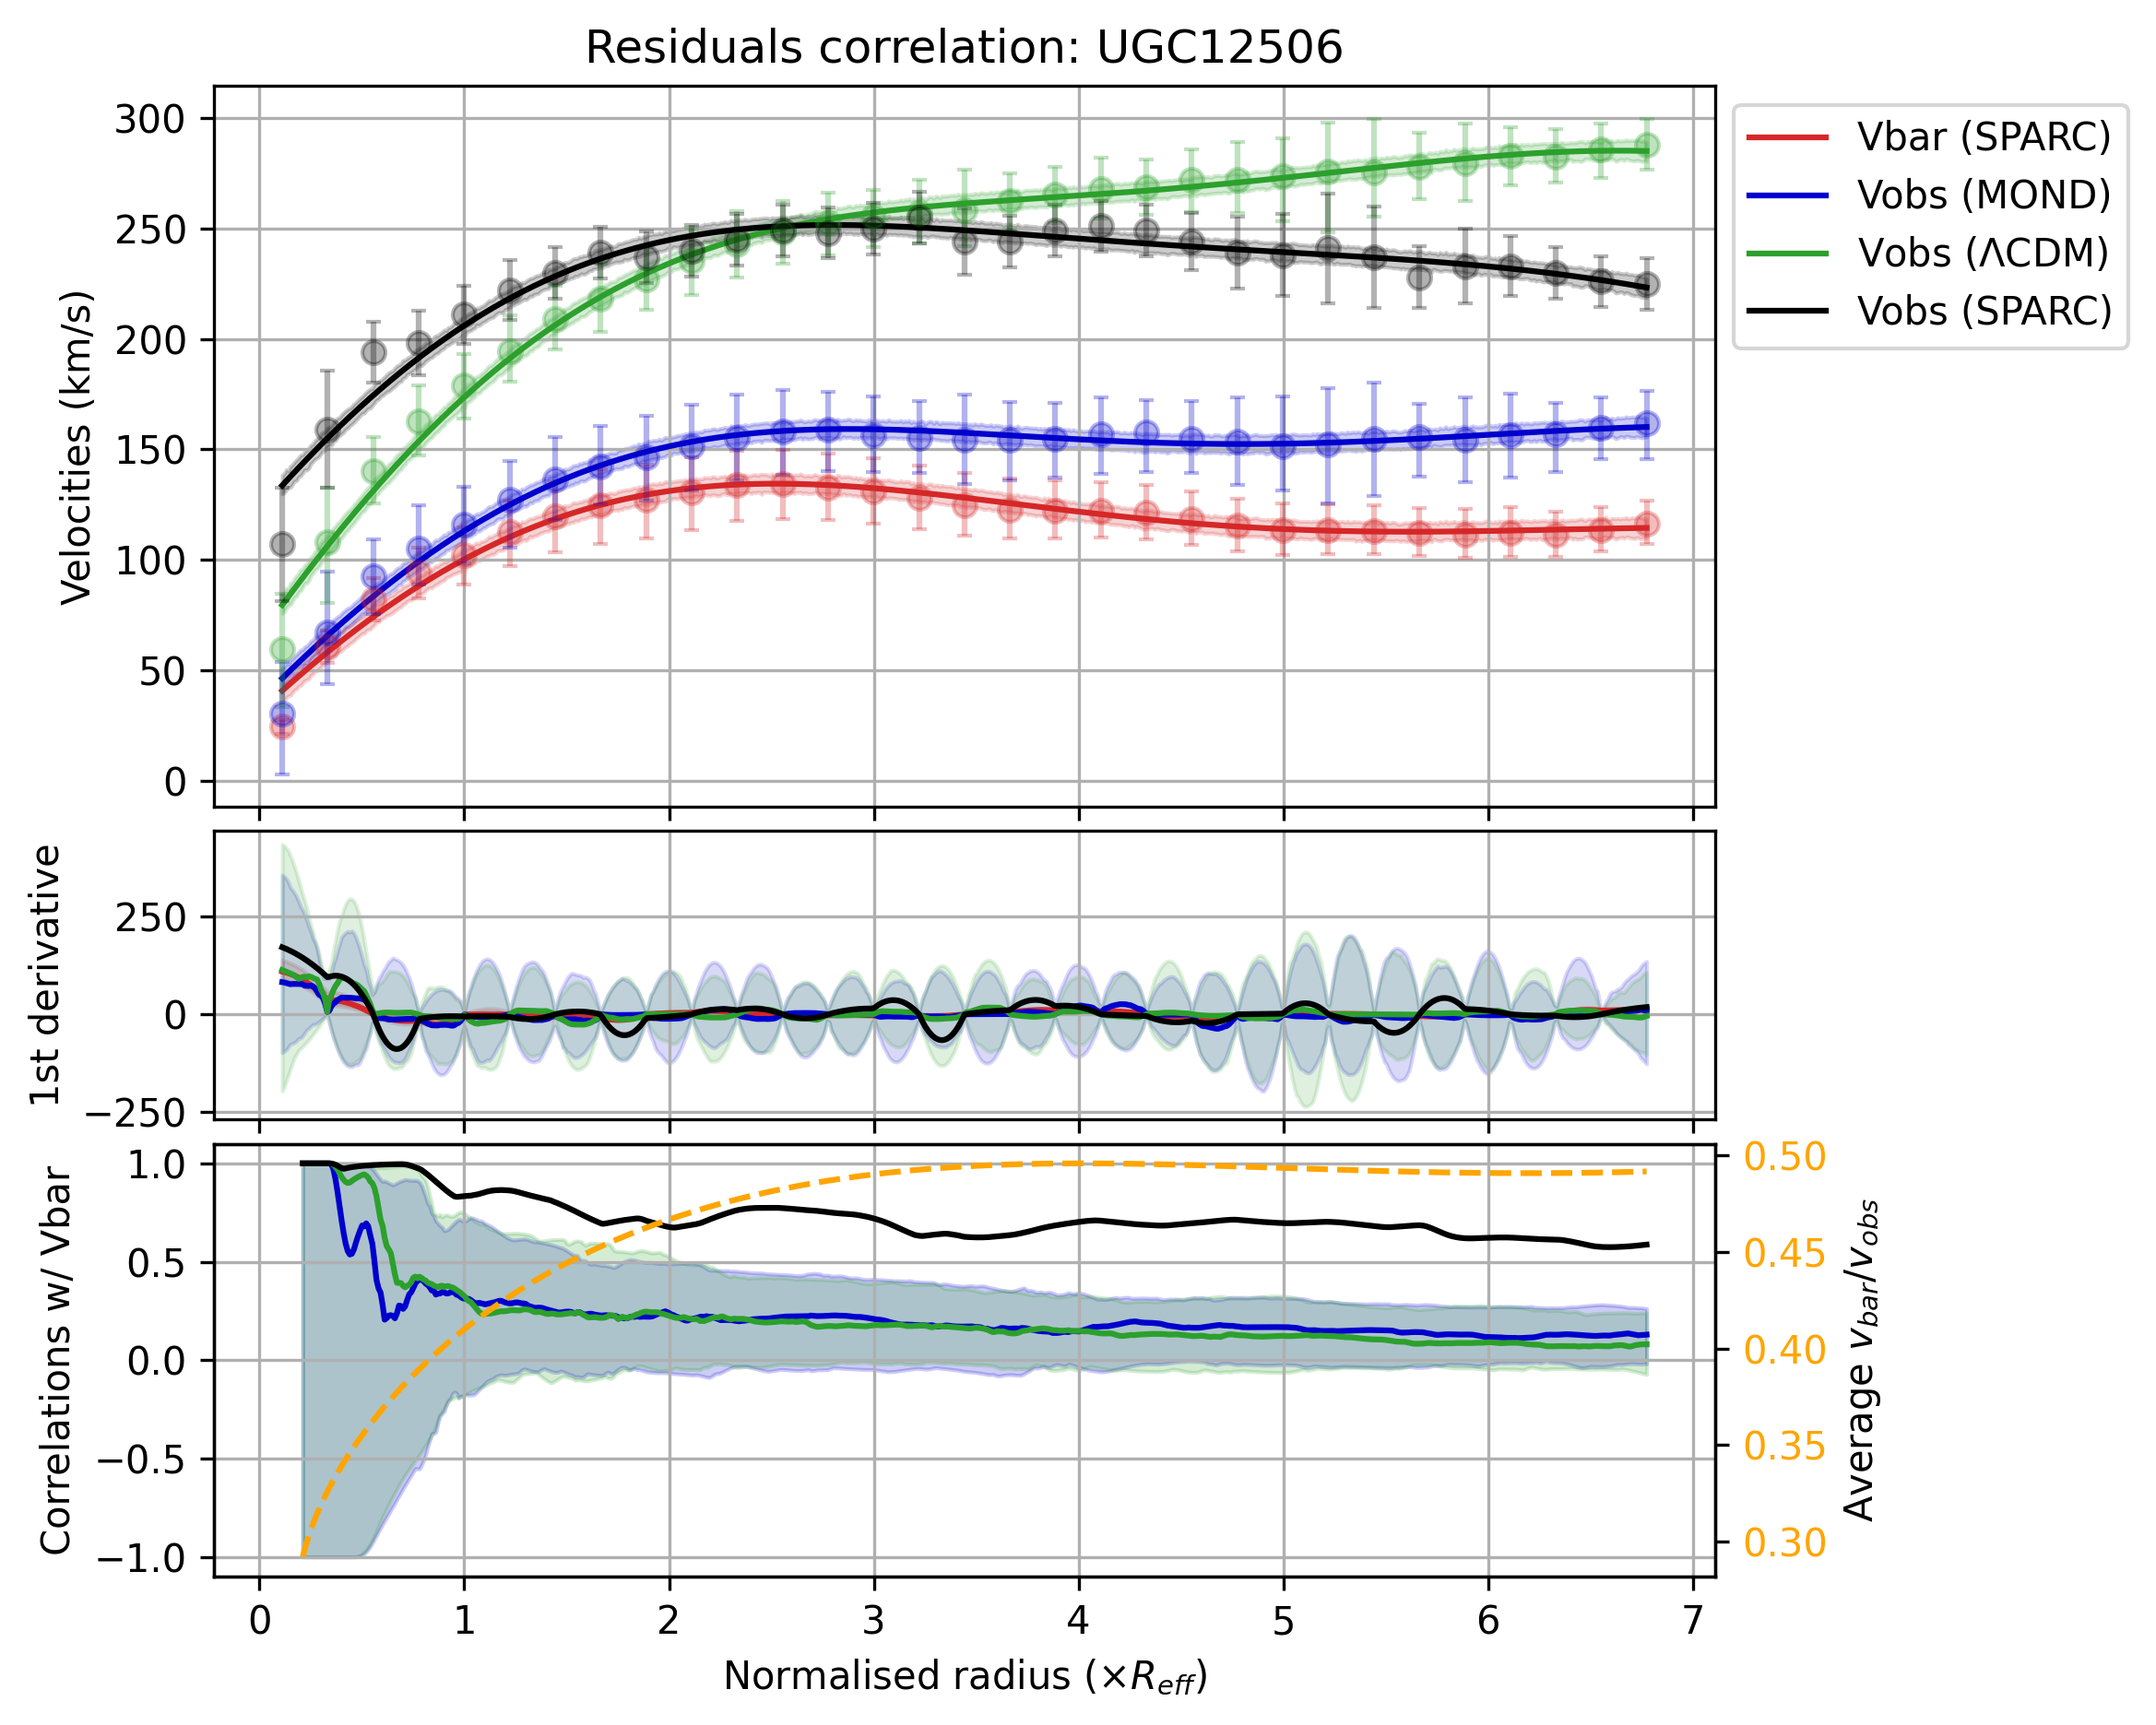 Residuals correlation: UGC12506
300
250
200
150
100
50
0
Velocities (km/s)
Vbar (SPARC)
Vobs (MOND)
Vobs (ΛCDM)
Vobs (SPARC)
250
0
−250
1st derivative
1.0
0.5
0.0
−0.5
−1.0
Correlations w/ Vbar
0.50
0.45
0.40
0.35
0.30
Average v_bar/v_obs
0 1 2 3 4 5 6 7
Normalised radius (×R_eff)